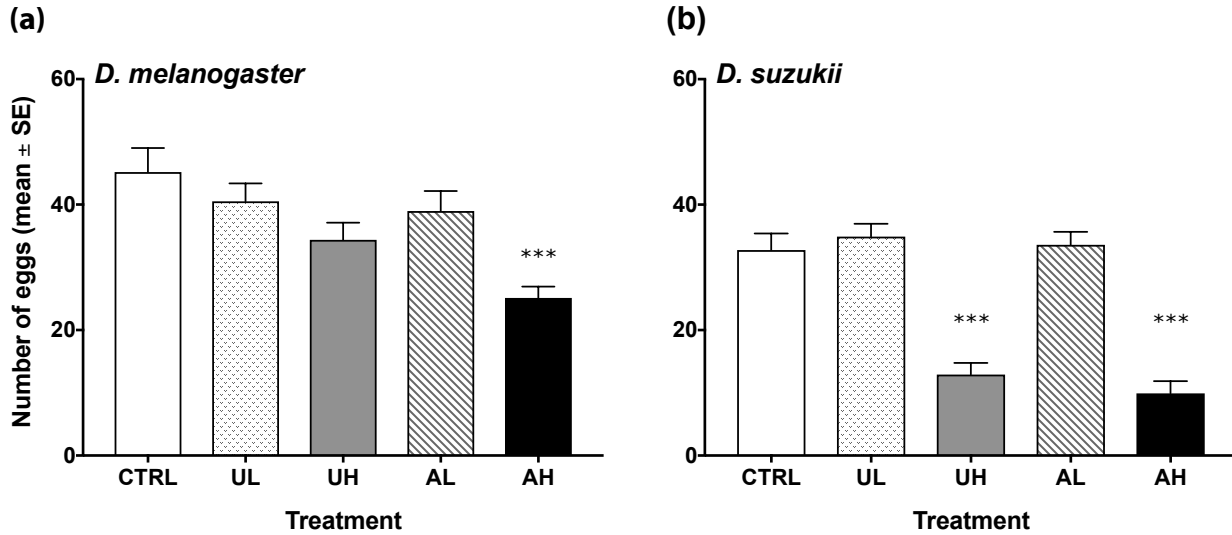 (a)
D. melanogaster
Number of eggs (mean ± SE)
60
40
20
0
***
CTRL UL UH AL AH
Treatment
(b)
D. suzukii
60
40
20
0
***
***
CTRL UL UH AL AH
Treatment